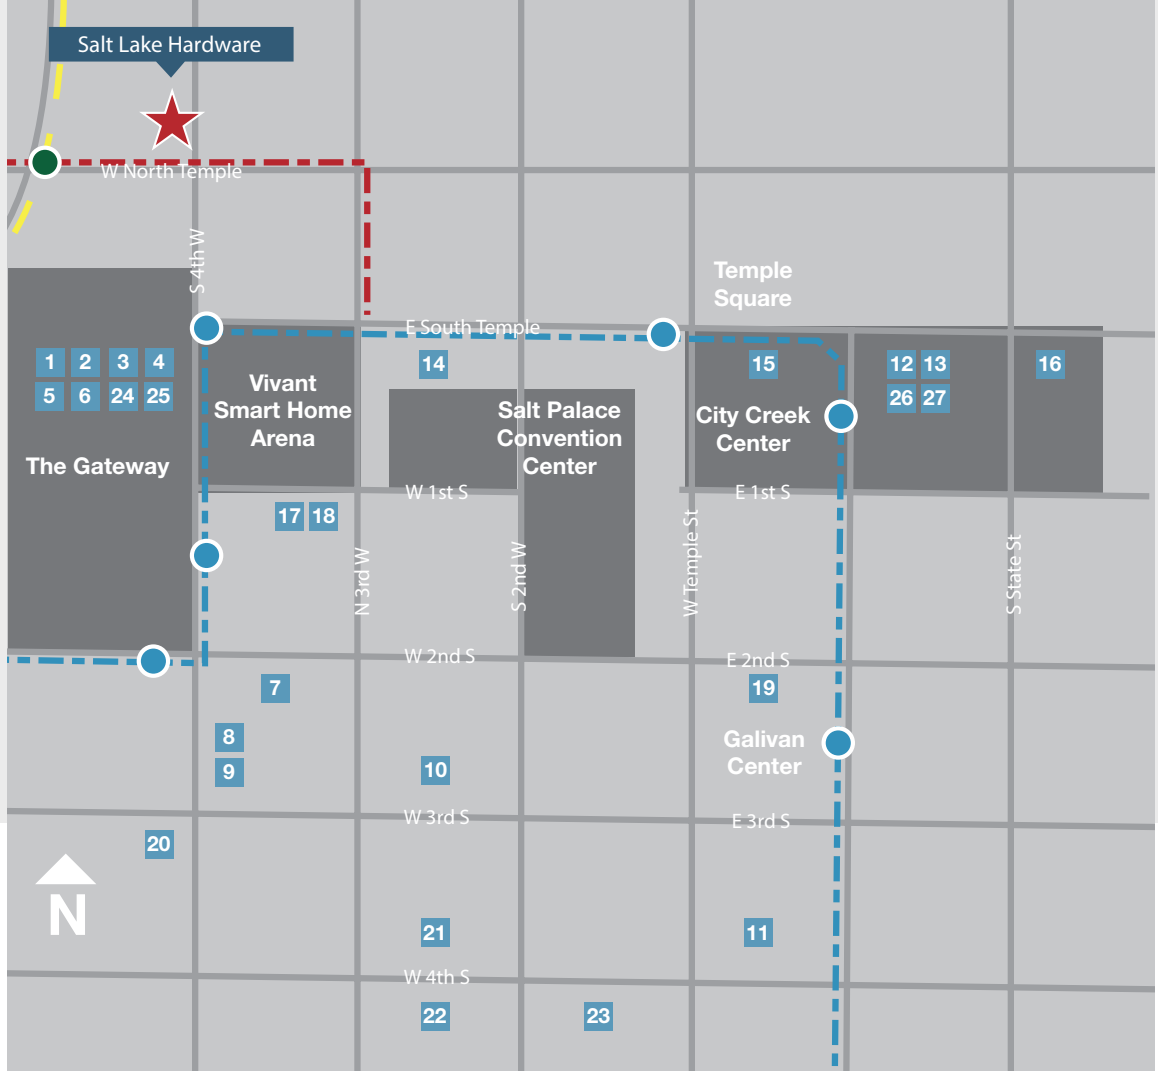 Salt Lake Hardware
W North Temple
S 4th W
Temple
Square
E South Temple
1 2 3 4
5 6 24 25
14
15
12 13
26 27
16
Vivant
Smart Home
Arena
Salt Palace
Convention
Center
City Creek
Center
The Gateway
W 1st S
E 1st S
17 18
N 3rd W
S 2nd W
W Temple St
S State St
W 2nd S
E 2nd S
7
19
8
9
10
Galivan
Center
W 3rd S
E 3rd S
20
N
21
11
W 4th S
22
23